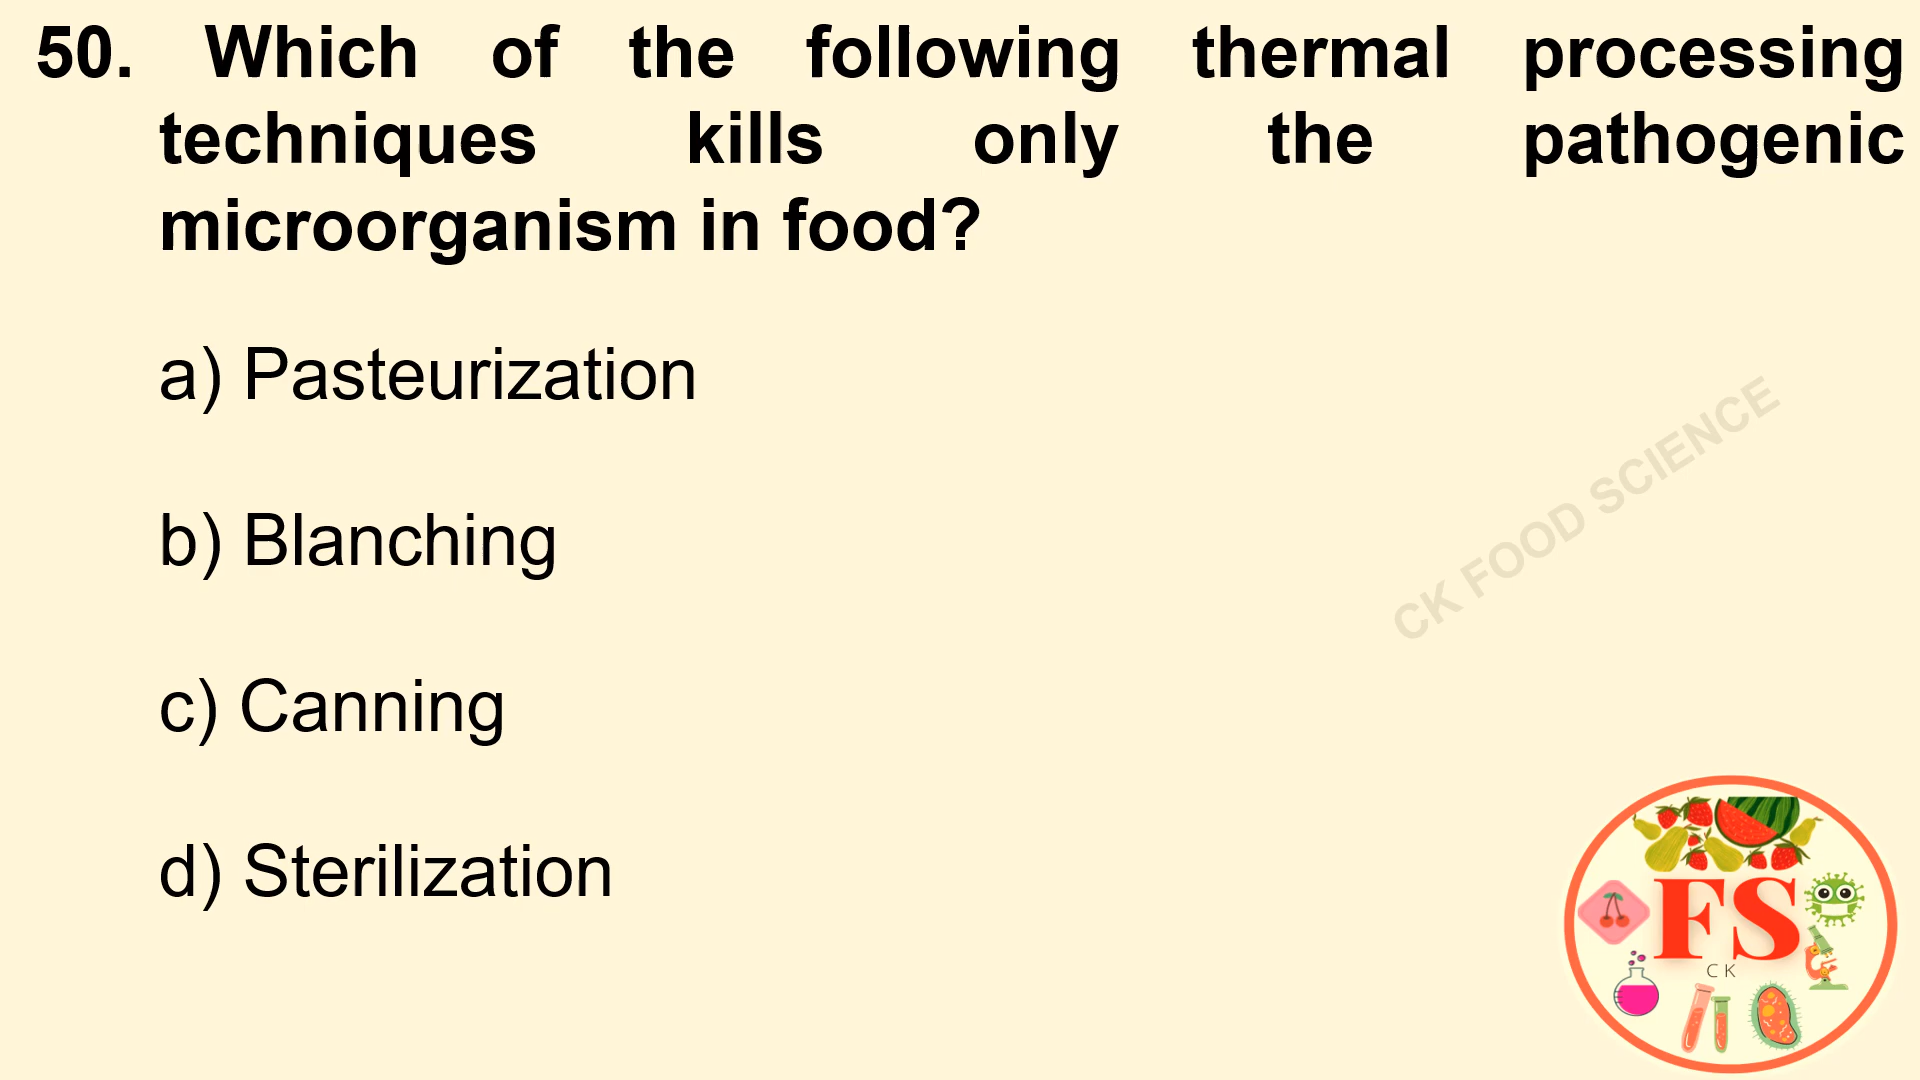 50. Which of the following thermal processing
techniques kills only the pathogenic
microorganism in food?
a) Pasteurization
b) Blanching
c) Canning
d) Sterilization
CK FOOD SCIENCE
FS
CK